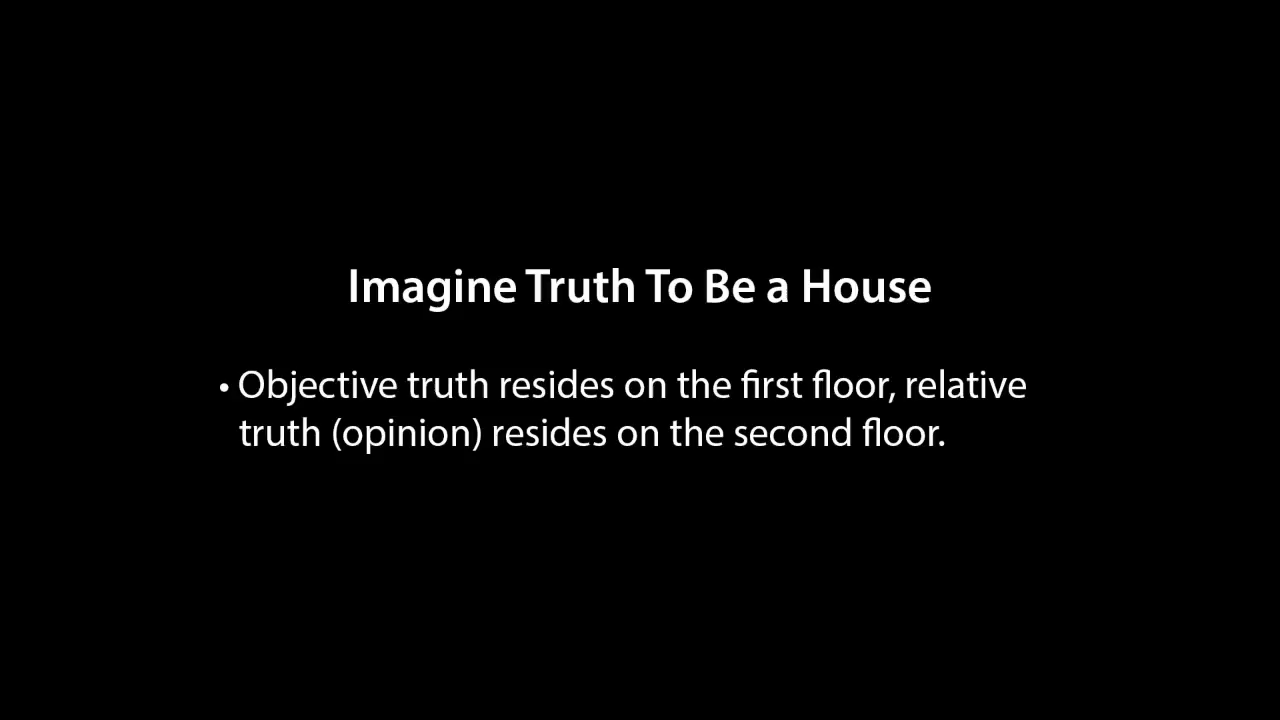 Imagine Truth To Be a House
• Objective truth resides on the first floor, relative
truth (opinion) resides on the second floor.